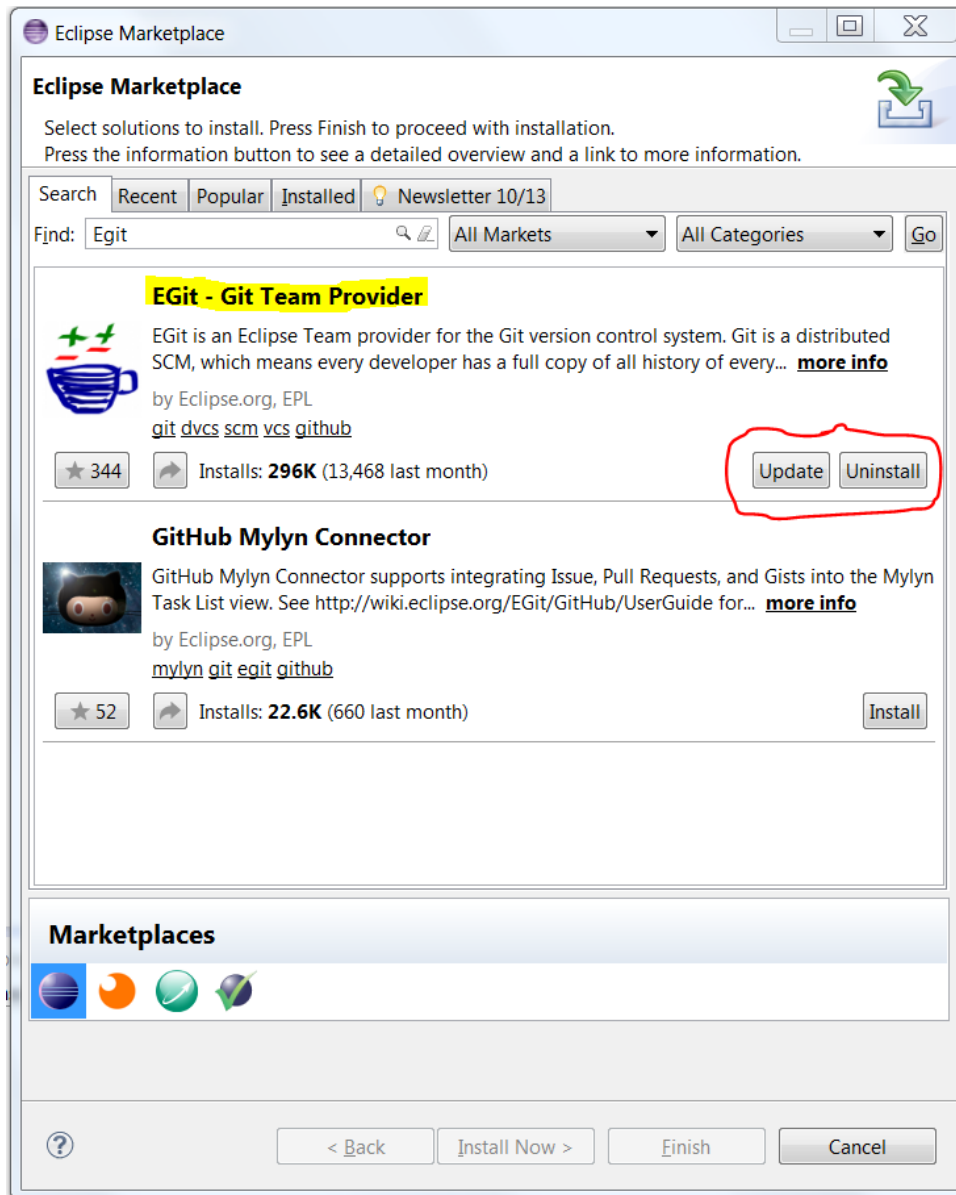 Eclipse Marketplace
Eclipse Marketplace
Select solutions to install. Press Finish to proceed with installation.
Press the information button to see a detailed overview and a link to more information.
Search Recent Popular Installed Newsletter 10/13
Find: Egit All Markets All Categories Go
EGit - Git Team Provider
EGit is an Eclipse Team provider for the Git version control system. Git is a distributed
SCM, which means every developer has a full copy of all history of every... more info
by Eclipse.org, EPL
git dvcs scm vcs github
344 Installs: 296K (13,468 last month) Update Uninstall
GitHub Mylyn Connector
GitHub Mylyn Connector supports integrating Issue, Pull Requests, and Gists into the Mylyn
Task List view. See http://wiki.eclipse.org/EGit/GitHub/UserGuide for... more info
by Eclipse.org, EPL
mylyn git egit github
52 Installs: 22.6K (660 last month) Install
Marketplaces
? < Back Install Now > Finish Cancel